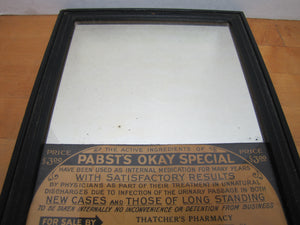 THE ACTIVE INGREDIENTS OF
PRICE PABST'S OKAY SPECIAL PRICE
$3.00 HAVE BEEN USED AS INTERNAL MEDICATION FOR MANY YEARS $3.00
WITH SATISFACTORY RESULTS
BY PHYSICIANS AS PART OF THEIR TREATMENT IN UNNATURAL
DISCHARGES DUE TO INFECTION OF THE URINARY PASSAGE IN BOTH
NEW CASES AND THOSE OF LONG STANDING
TO BE TAKEN INTERNALLY NO INCONVENIENCE OR DETENTION FROM BUSINESS
FOR SALE BY THATCHER'S PHARMACY